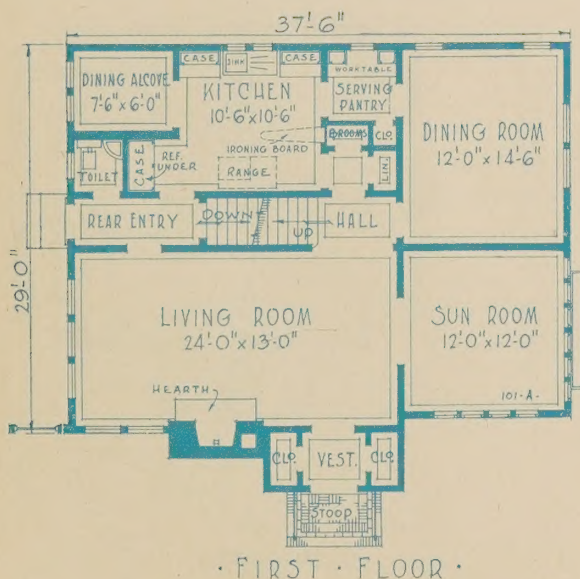 37'-6"
CASE
SINK
CASE
DINING ALCOVE
7'-6" x 6'-0"
KITCHEN
10'-6" x 10'-6"
WORKTABLE
SERVING
PANTRY
DINING ROOM
12'-0" x 14'-6"
BROOMS
CLO.
IRONING BOARD
TOILET
CASE
REF.
UNDER
RANGE
LIN.
REAR ENTRY
DOWN
UP
HALL
29'-0"
LIVING ROOM
24'-0" x 13'-0"
SUN ROOM
12'-0" x 12'-0"
HEARTH
101-A-
CLO.
VEST.
CLO.
STOOP
· FIRST · FLOOR ·